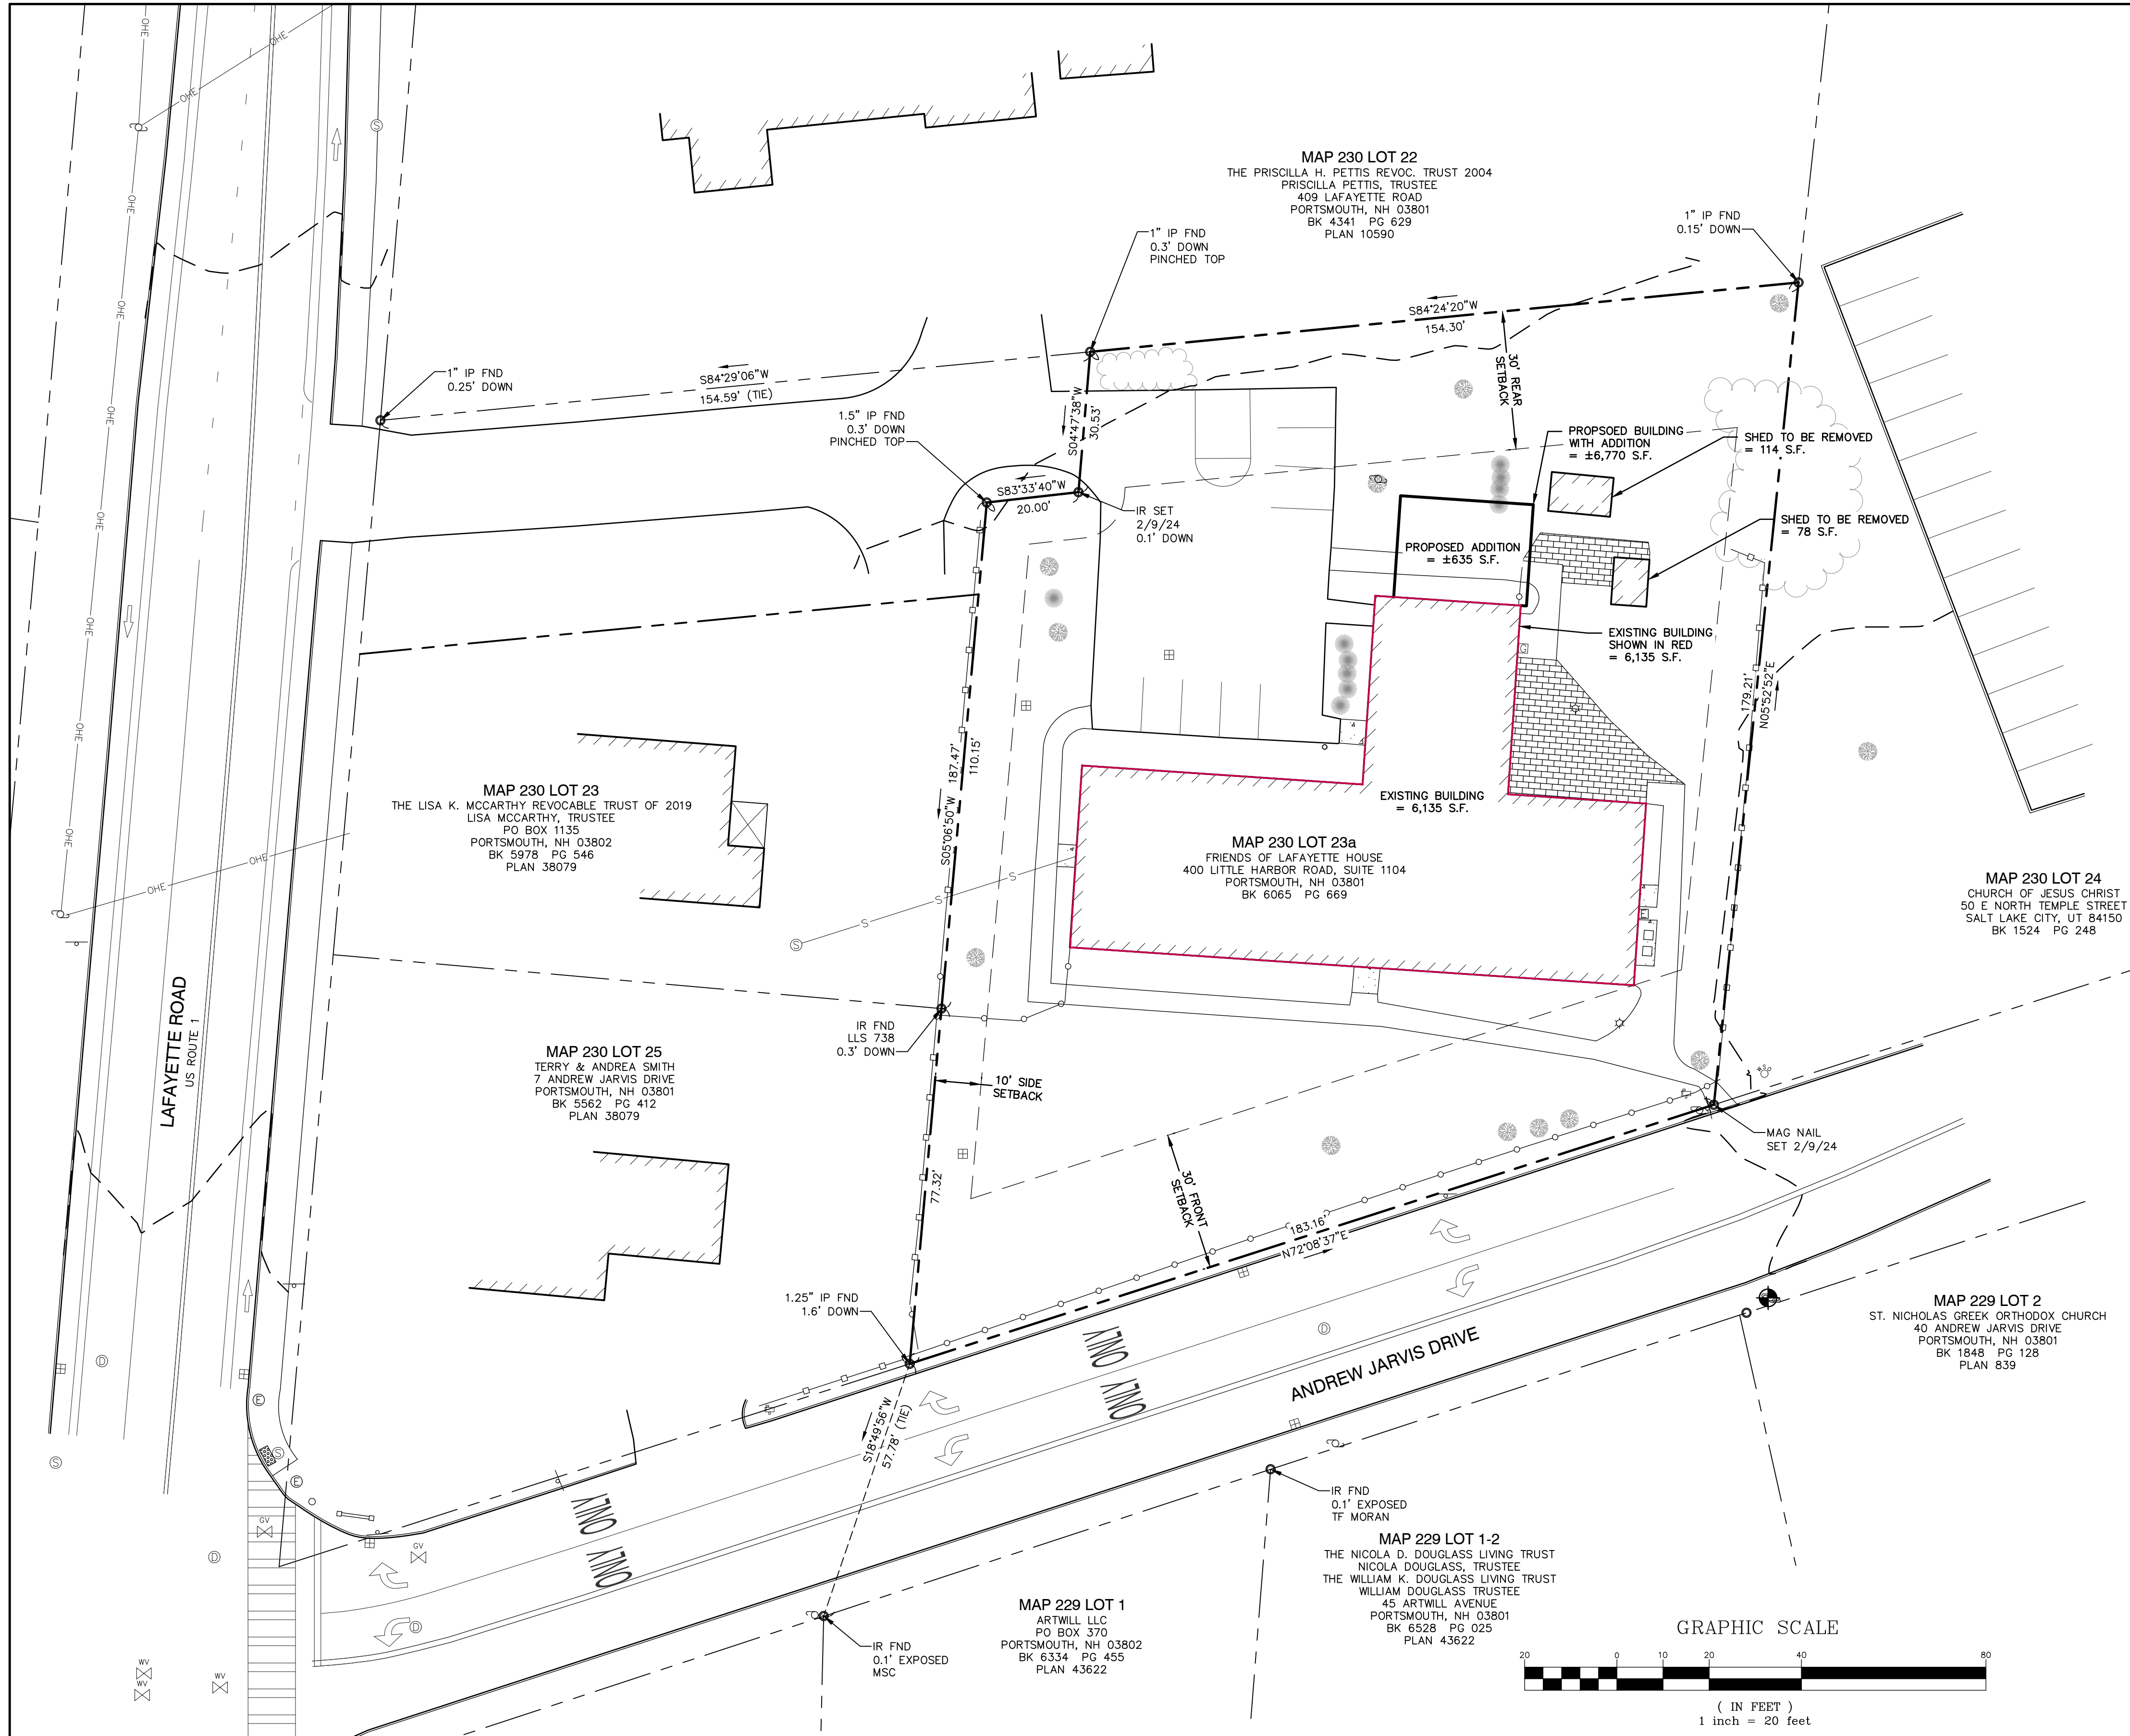 OHE
OHE
OHE
OHE
OHE
OHE
OHE
OHE
OHE
OHE
S
MAP 230 LOT 22
THE PRISCILLA H. PETTIS REVOC. TRUST 2004
PRISCILLA PETTIS, TRUSTEE
409 LAFAYETTE ROAD
PORTSMOUTH, NH 03801
BK 4341 PG 629
PLAN 10590
1" IP FND
0.3' DOWN
PINCHED TOP
1" IP FND
0.15' DOWN
S84°24'20"W
154.30'
30' REAR
SETBACK
1" IP FND
0.25' DOWN
S84°29'06"W
154.59' (TIE)
1.5" IP FND
0.3' DOWN
PINCHED TOP
S04°47'38"W
30.53'
S83°33'40"W
20.00'
IR SET
2/9/24
0.1' DOWN
PROPSOED BUILDING
WITH ADDITION
= ±6,770 S.F.
SHED TO BE REMOVED
= 114 S.F.
SHED TO BE REMOVED
= 78 S.F.
PROPOSED ADDITION
= ±635 S.F.
EXISTING BUILDING
SHOWN IN RED
= 6,135 S.F.
G
179.21'
N05°52'52"E
187.47'
S05°06'50"W
110.15'
MAP 230 LOT 23
THE LISA K. MCCARTHY REVOCABLE TRUST OF 2019
LISA MCCARTHY, TRUSTEE
PO BOX 1135
PORTSMOUTH, NH 03802
BK 5978 PG 546
PLAN 38079
EXISTING BUILDING
= 6,135 S.F.
MAP 230 LOT 23a
FRIENDS OF LAFAYETTE HOUSE
400 LITTLE HARBOR ROAD, SUITE 1104
PORTSMOUTH, NH 03801
BK 6065 PG 669
MAP 230 LOT 24
CHURCH OF JESUS CHRIST
50 E NORTH TEMPLE STREET
SALT LAKE CITY, UT 84150
BK 1524 PG 248
E
S
S
S
S
LAFAYETTE ROAD
US ROUTE 1
IR FND
LLS 738
0.3' DOWN
MAP 230 LOT 25
TERRY & ANDREA SMITH
7 ANDREW JARVIS DRIVE
PORTSMOUTH, NH 03801
BK 5562 PG 412
PLAN 38079
10' SIDE
SETBACK
77.32'
30' FRONT
SETBACK
183.16'
N72°08'37"E
MAG NAIL
SET 2/9/24
1.25" IP FND
1.6' DOWN
MAP 229 LOT 2
ST. NICHOLAS GREEK ORTHODOX CHURCH
40 ANDREW JARVIS DRIVE
PORTSMOUTH, NH 03801
BK 1848 PG 128
PLAN 839
D
D
ONLY
ONLY
ANDREW JARVIS DRIVE
E
S
S
E
S18°49'56"W
57.78' (TIE)
ONLY
ONLY
GV
GV
D
D
IR FND
0.1' EXPOSED
TF MORAN
MAP 229 LOT 1-2
THE NICOLA D. DOUGLASS LIVING TRUST
NICOLA DOUGLASS, TRUSTEE
THE WILLIAM K. DOUGLASS LIVING TRUST
WILLIAM DOUGLASS TRUSTEE
45 ARTWILL AVENUE
PORTSMOUTH, NH 03801
BK 6528 PG 025
PLAN 43622
MAP 229 LOT 1
ARTWILL LLC
PO BOX 370
PORTSMOUTH, NH 03802
BK 6334 PG 455
PLAN 43622
IR FND
0.1' EXPOSED
MSC
WV
WV
WV
GRAPHIC SCALE
20 0 10 20 40 80
( IN FEET )
1 inch = 20 feet